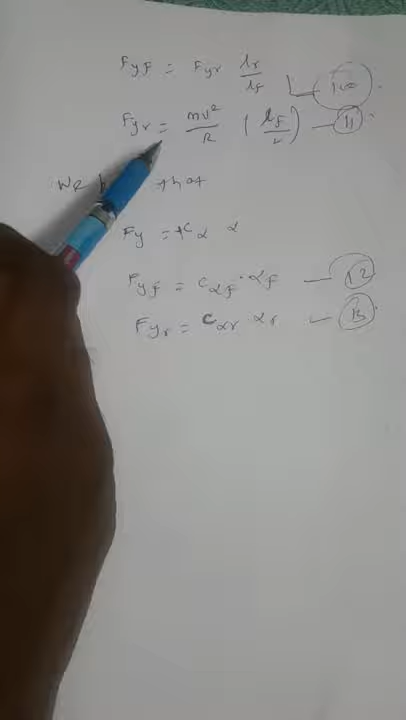 Fyf = Fyr lr/lf — 10a
Fyr = mv²/R (lf/L) — 11
We that
Fy = +Cα α
Fyf = Cαf · αf — 12
Fyr = Cαr αr — 13